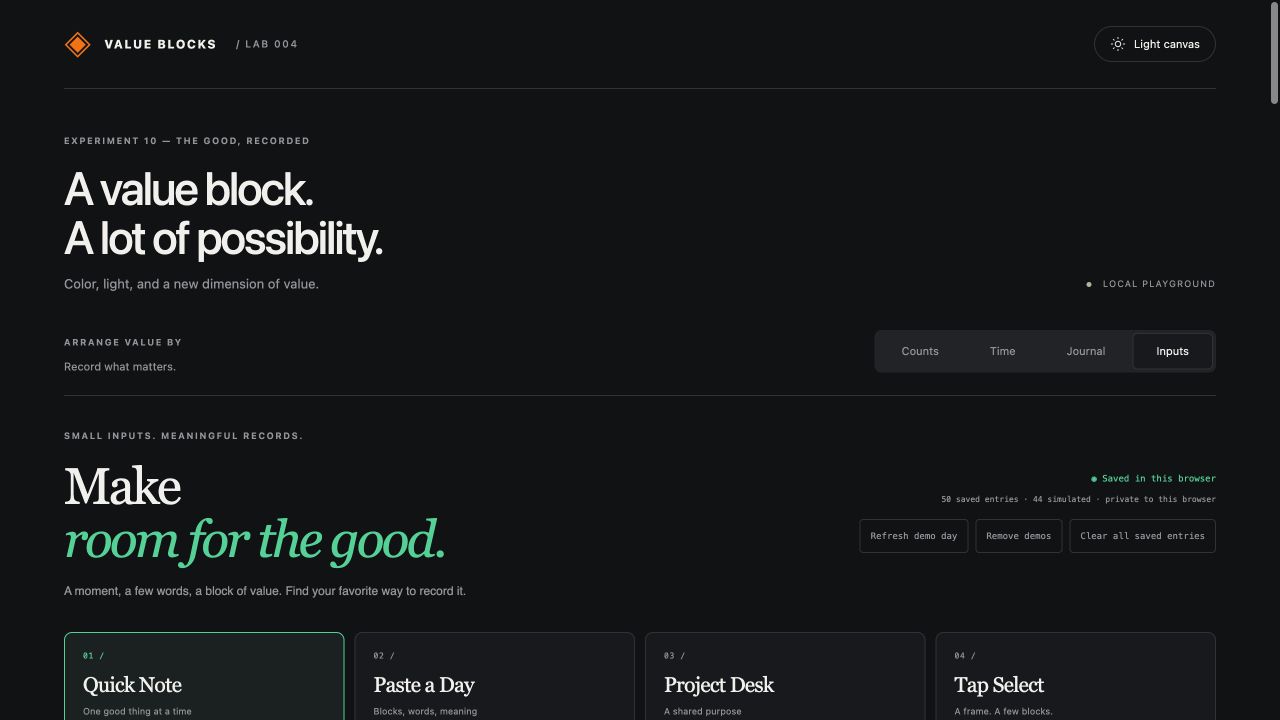 VALUE BLOCKS / LAB 004
Light canvas
EXPERIMENT 10 — THE GOOD, RECORDED
A value block.
A lot of possibility.
Color, light, and a new dimension of value.
LOCAL PLAYGROUND
ARRANGE VALUE BY
Record what matters.
Counts Time Journal Inputs
SMALL INPUTS. MEANINGFUL RECORDS.
Make
room for the good.
A moment, a few words, a block of value. Find your favorite way to record it.
Saved in this browser
50 saved entries · 44 simulated · private to this browser
Refresh demo day Remove demos Clear all saved entries
01 /
Quick Note
One good thing at a time
02 /
Paste a Day
Blocks, words, meaning
03 /
Project Desk
A shared purpose
04 /
Tap Select
A frame. A few blocks.